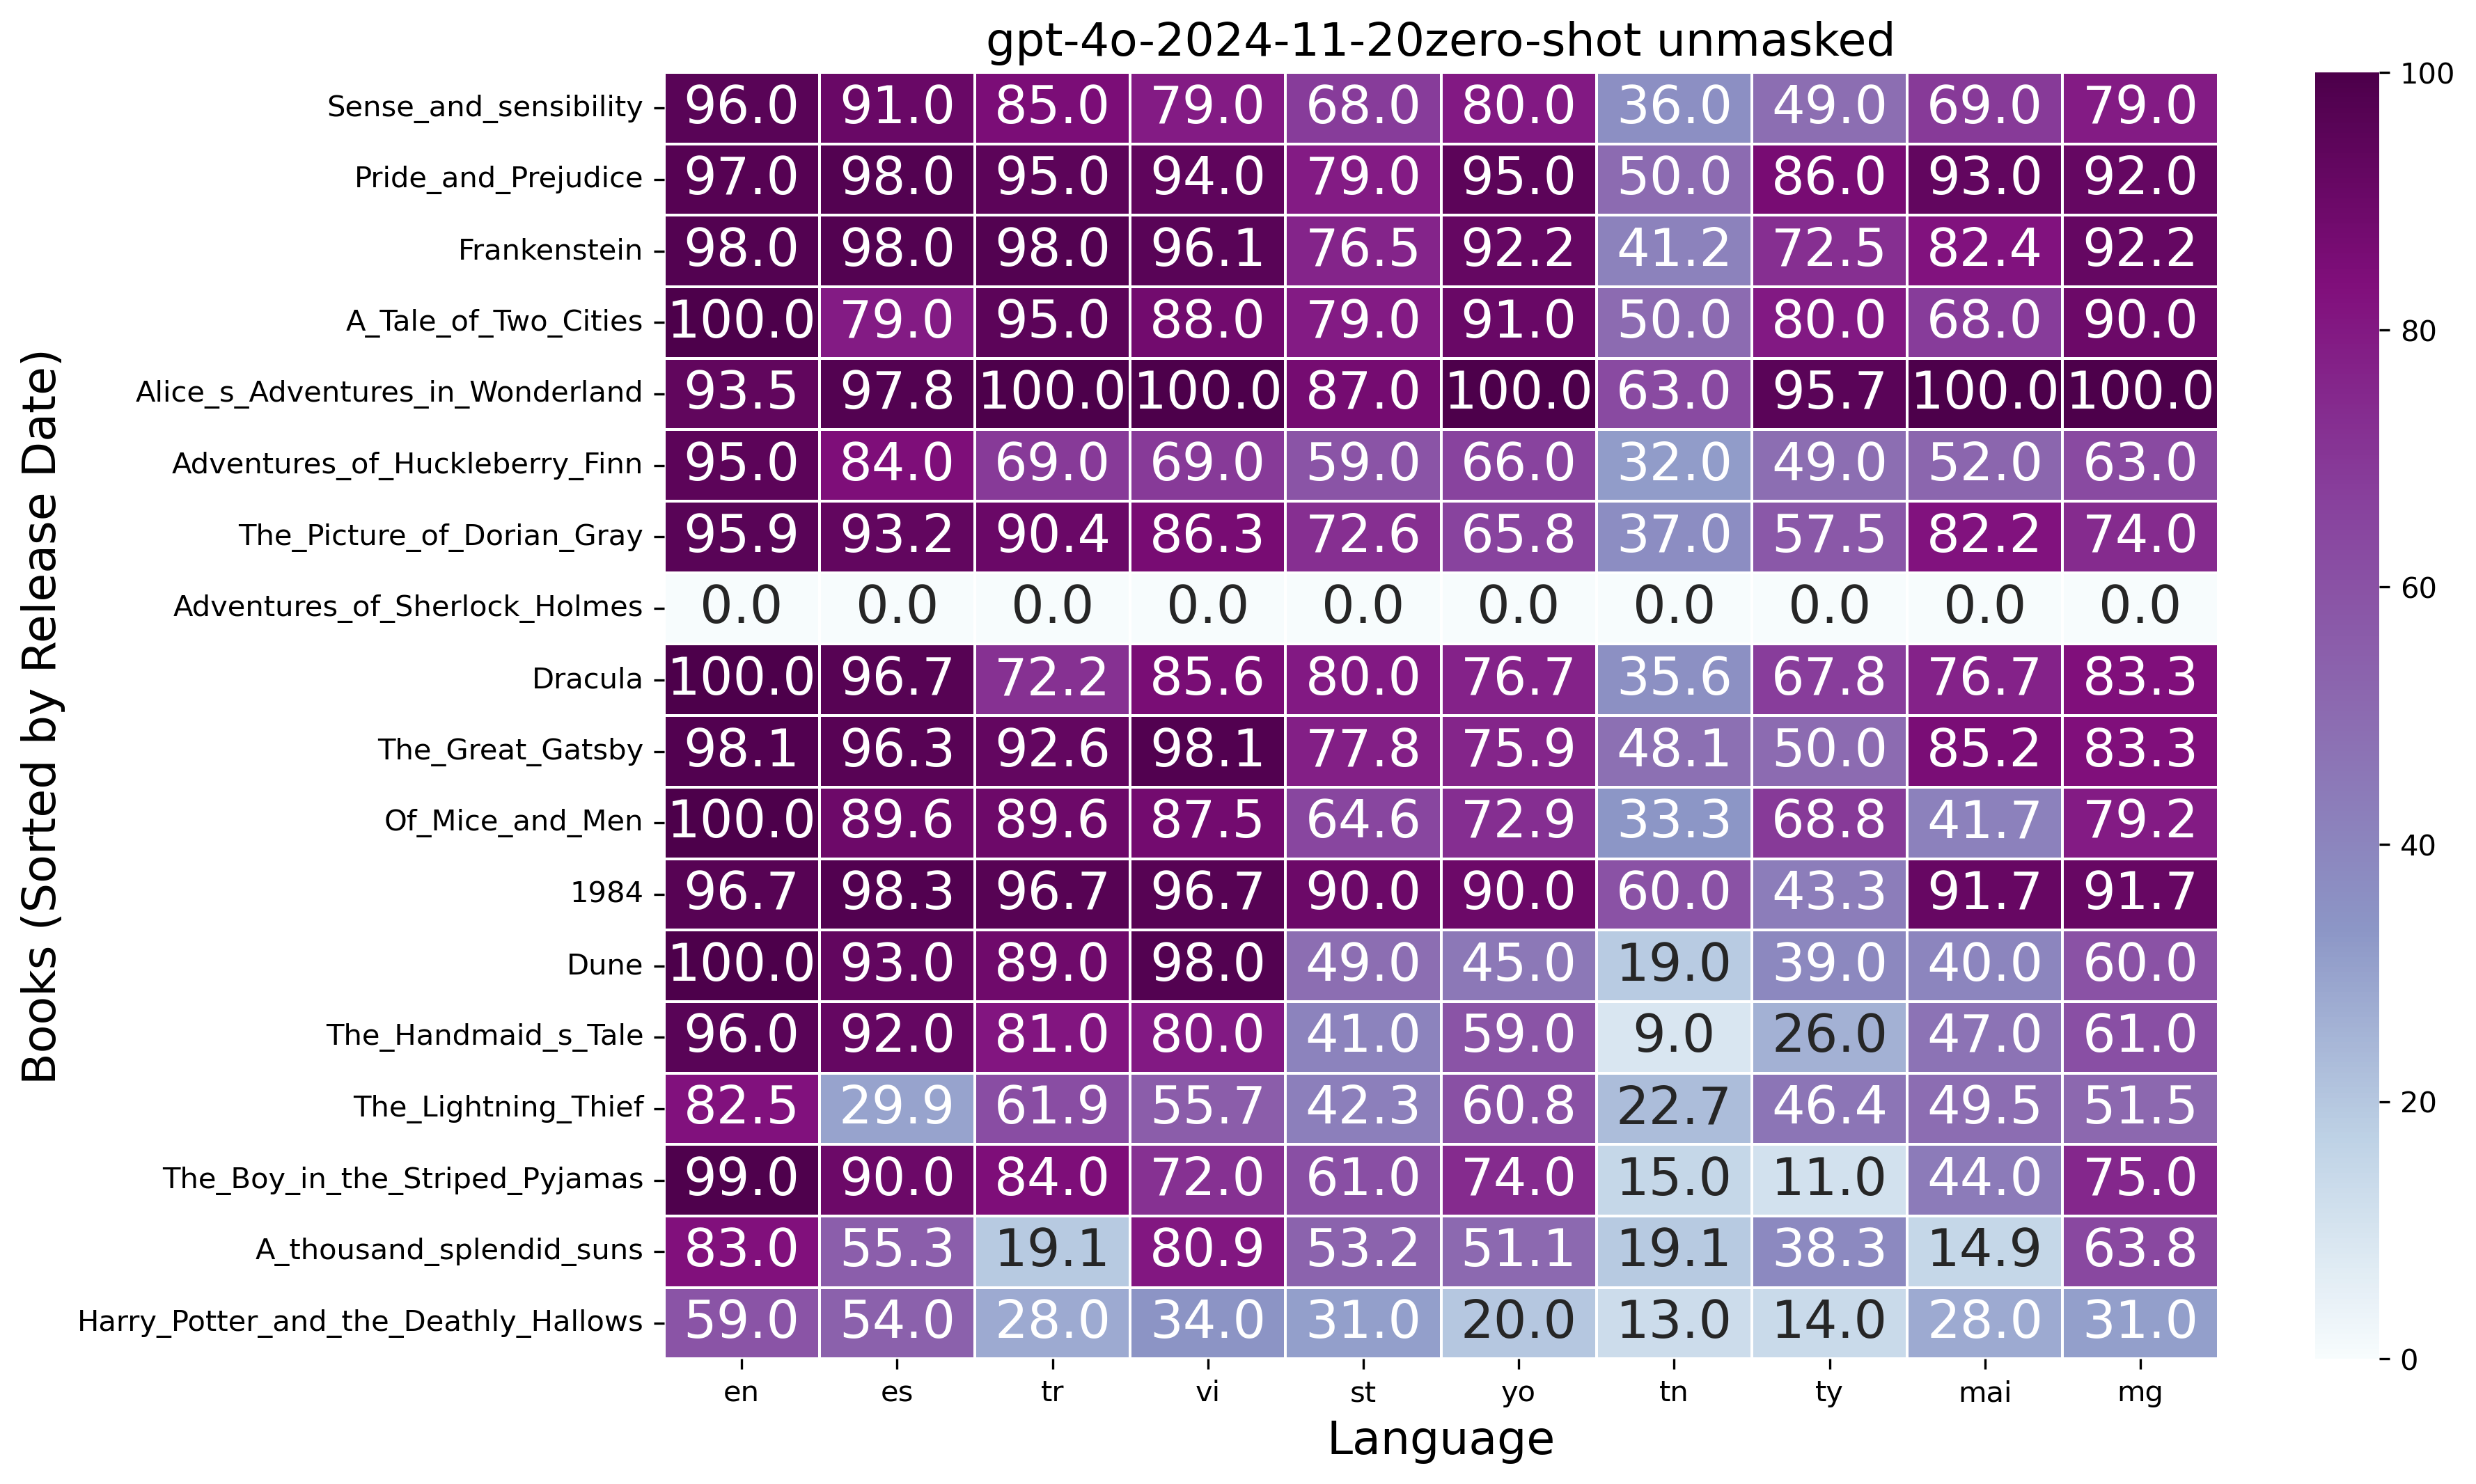 gpt-4o-2024-11-20zero-shot unmasked
Books (Sorted by Release Date)
Sense_and_sensibility 96.0 91.0 85.0 79.0 68.0 80.0 36.0 49.0 69.0 79.0
Pride_and_Prejudice 97.0 98.0 95.0 94.0 79.0 95.0 50.0 86.0 93.0 92.0
Frankenstein 98.0 98.0 98.0 96.1 76.5 92.2 41.2 72.5 82.4 92.2
A_Tale_of_Two_Cities 100.0 79.0 95.0 88.0 79.0 91.0 50.0 80.0 68.0 90.0
Alice_s_Adventures_in_Wonderland 93.5 97.8 100.0 100.0 87.0 100.0 63.0 95.7 100.0 100.0
Adventures_of_Huckleberry_Finn 95.0 84.0 69.0 69.0 59.0 66.0 32.0 49.0 52.0 63.0
The_Picture_of_Dorian_Gray 95.9 93.2 90.4 86.3 72.6 65.8 37.0 57.5 82.2 74.0
Adventures_of_Sherlock_Holmes 0.0 0.0 0.0 0.0 0.0 0.0 0.0 0.0 0.0 0.0
Dracula 100.0 96.7 72.2 85.6 80.0 76.7 35.6 67.8 76.7 83.3
The_Great_Gatsby 98.1 96.3 92.6 98.1 77.8 75.9 48.1 50.0 85.2 83.3
Of_Mice_and_Men 100.0 89.6 89.6 87.5 64.6 72.9 33.3 68.8 41.7 79.2
1984 96.7 98.3 96.7 96.7 90.0 90.0 60.0 43.3 91.7 91.7
Dune 100.0 93.0 89.0 98.0 49.0 45.0 19.0 39.0 40.0 60.0
The_Handmaid_s_Tale 96.0 92.0 81.0 80.0 41.0 59.0 9.0 26.0 47.0 61.0
The_Lightning_Thief 82.5 29.9 61.9 55.7 42.3 60.8 22.7 46.4 49.5 51.5
The_Boy_in_the_Striped_Pyjamas 99.0 90.0 84.0 72.0 61.0 74.0 15.0 11.0 44.0 75.0
A_thousand_splendid_suns 83.0 55.3 19.1 80.9 53.2 51.1 19.1 38.3 14.9 63.8
Harry_Potter_and_the_Deathly_Hallows 59.0 54.0 28.0 34.0 31.0 20.0 13.0 14.0 28.0 31.0
en es tr vi st yo tn ty mai mg
Language
100
80
60
40
20
0